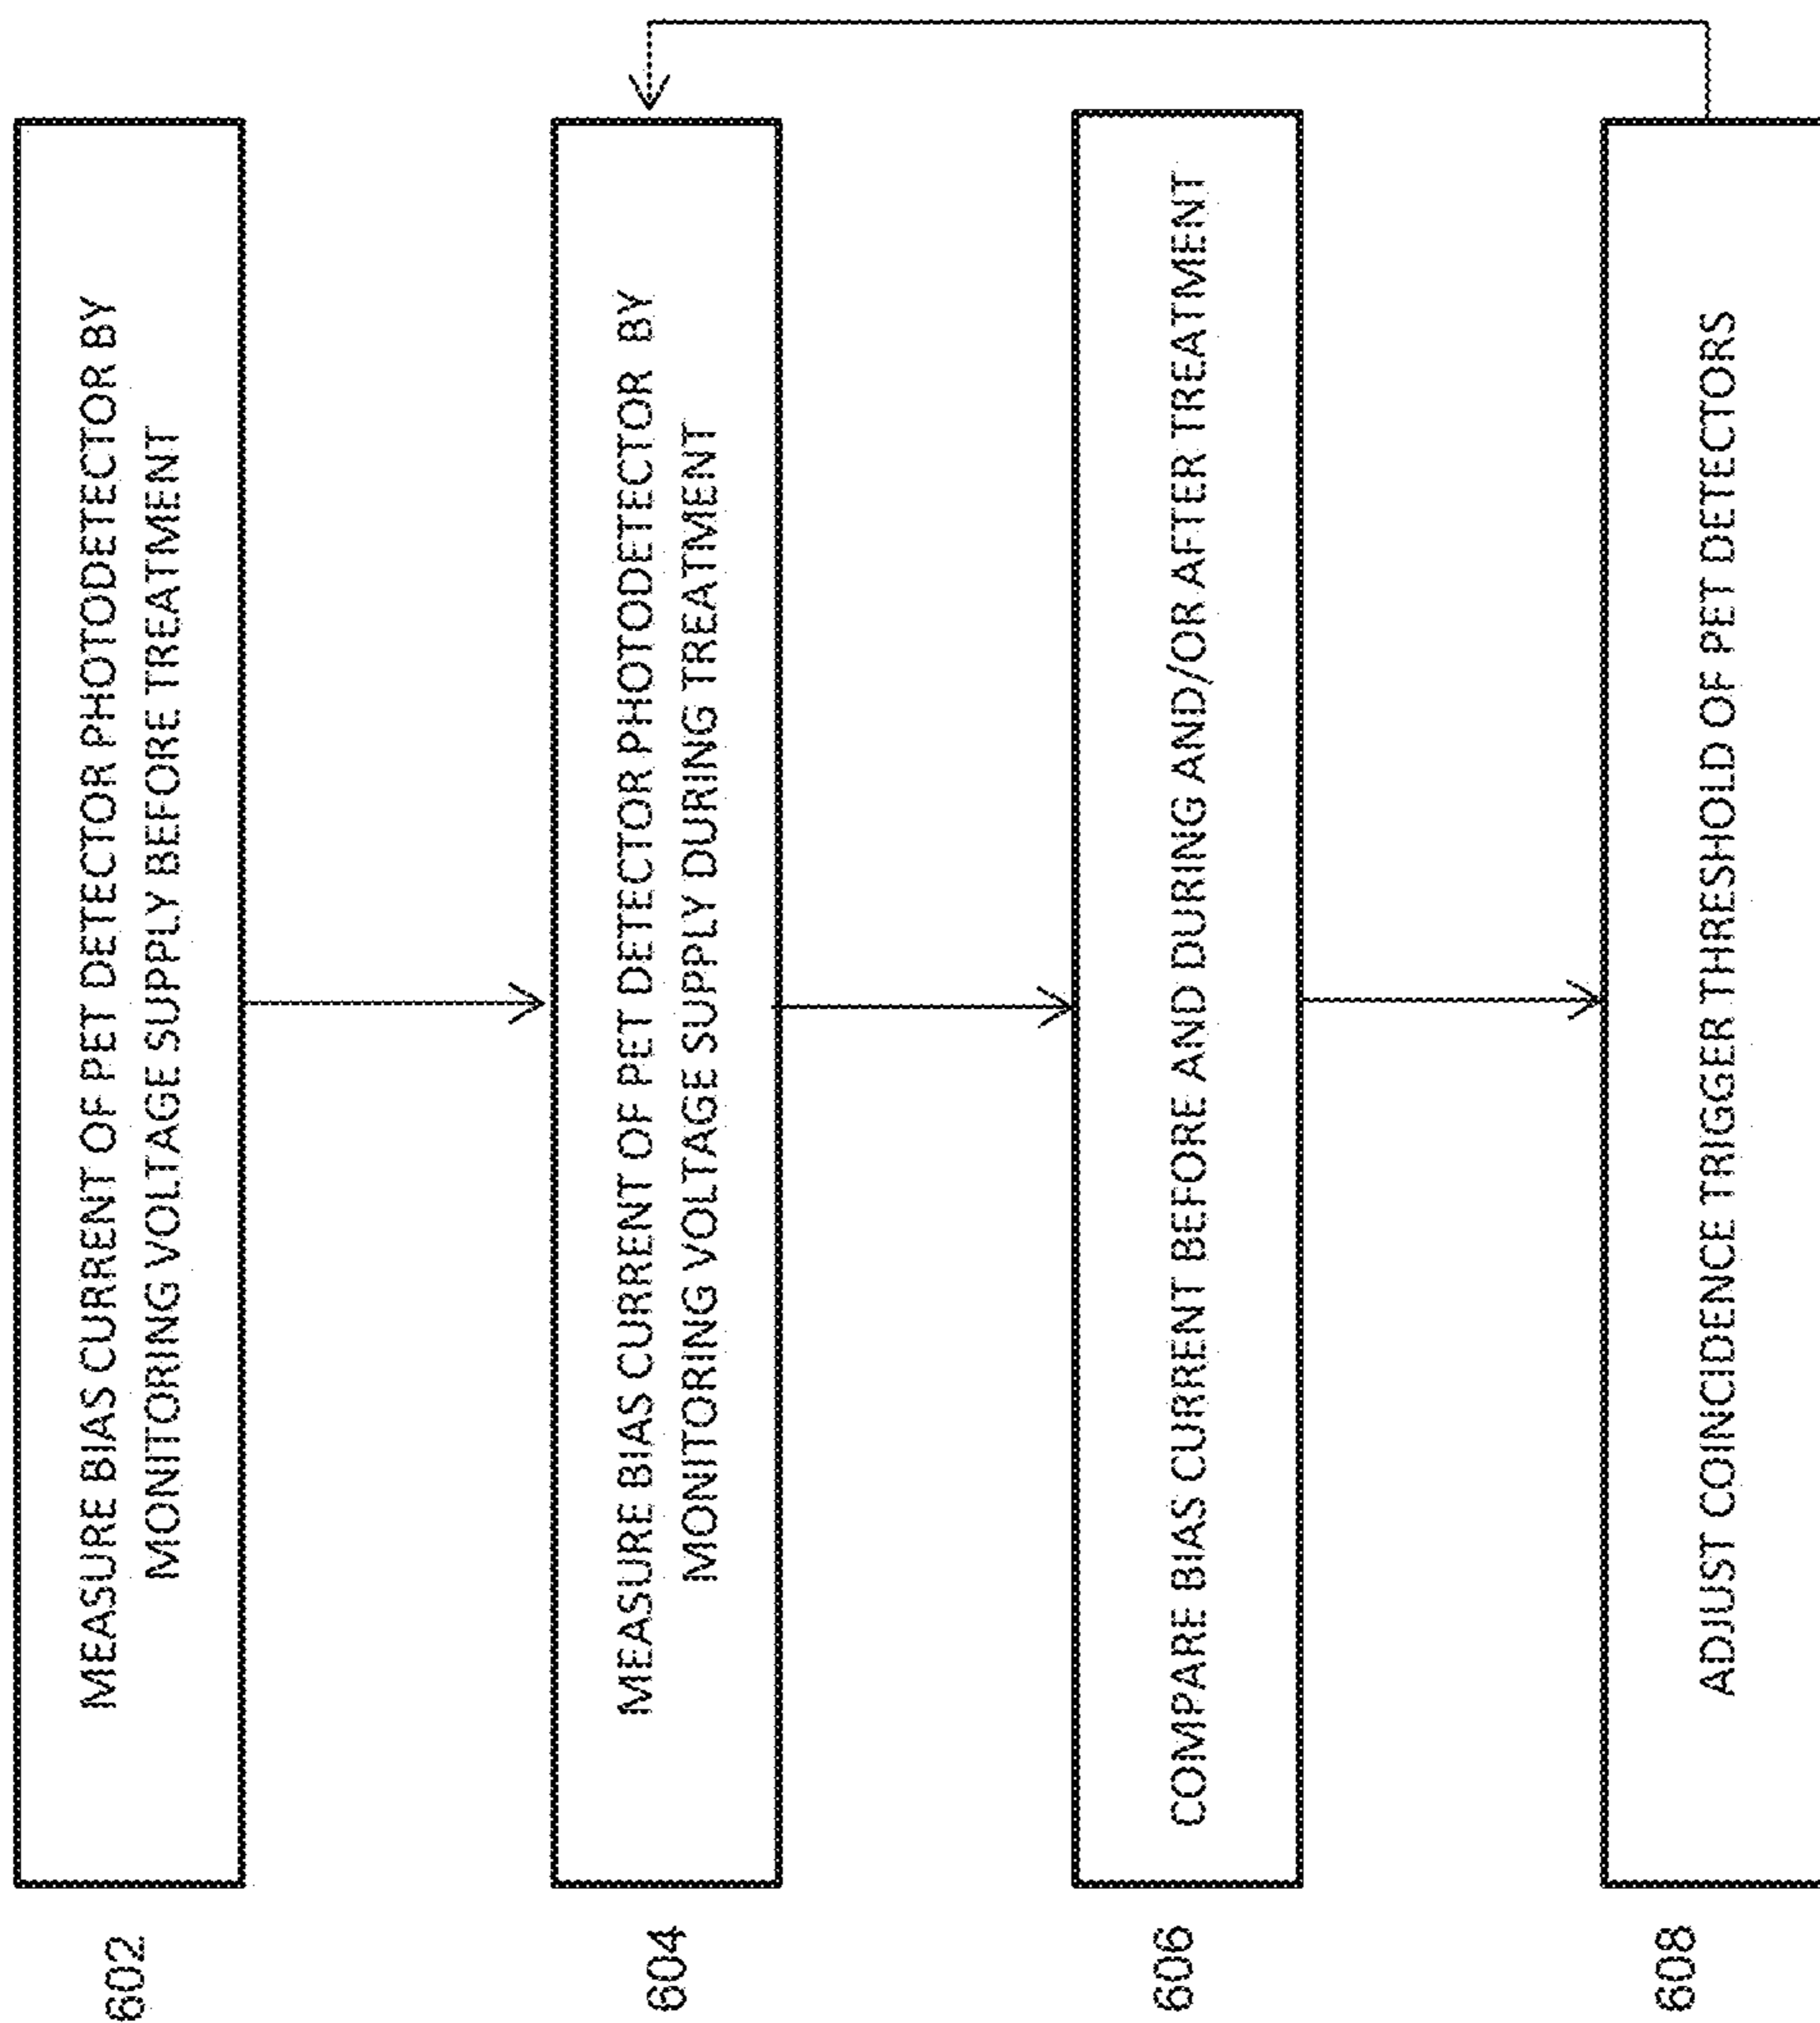 602
MEASURE BIAS CURRENT OF PET DETECTOR PHOTODETECTOR BY
MONITORING VOLTAGE SUPPLY BEFORE TREATMENT
604
MEASURE BIAS CURRENT OF PET DETECTOR PHOTODETECTOR BY
MONITORING VOLTAGE SUPPLY DURING TREATMENT
606
COMPARE BIAS CURRENT BEFORE AND DURING AND/OR AFTER TREATMENT
608
ADJUST COINCIDENCE TRIGGER THRESHOLD OF PET DETECTORS